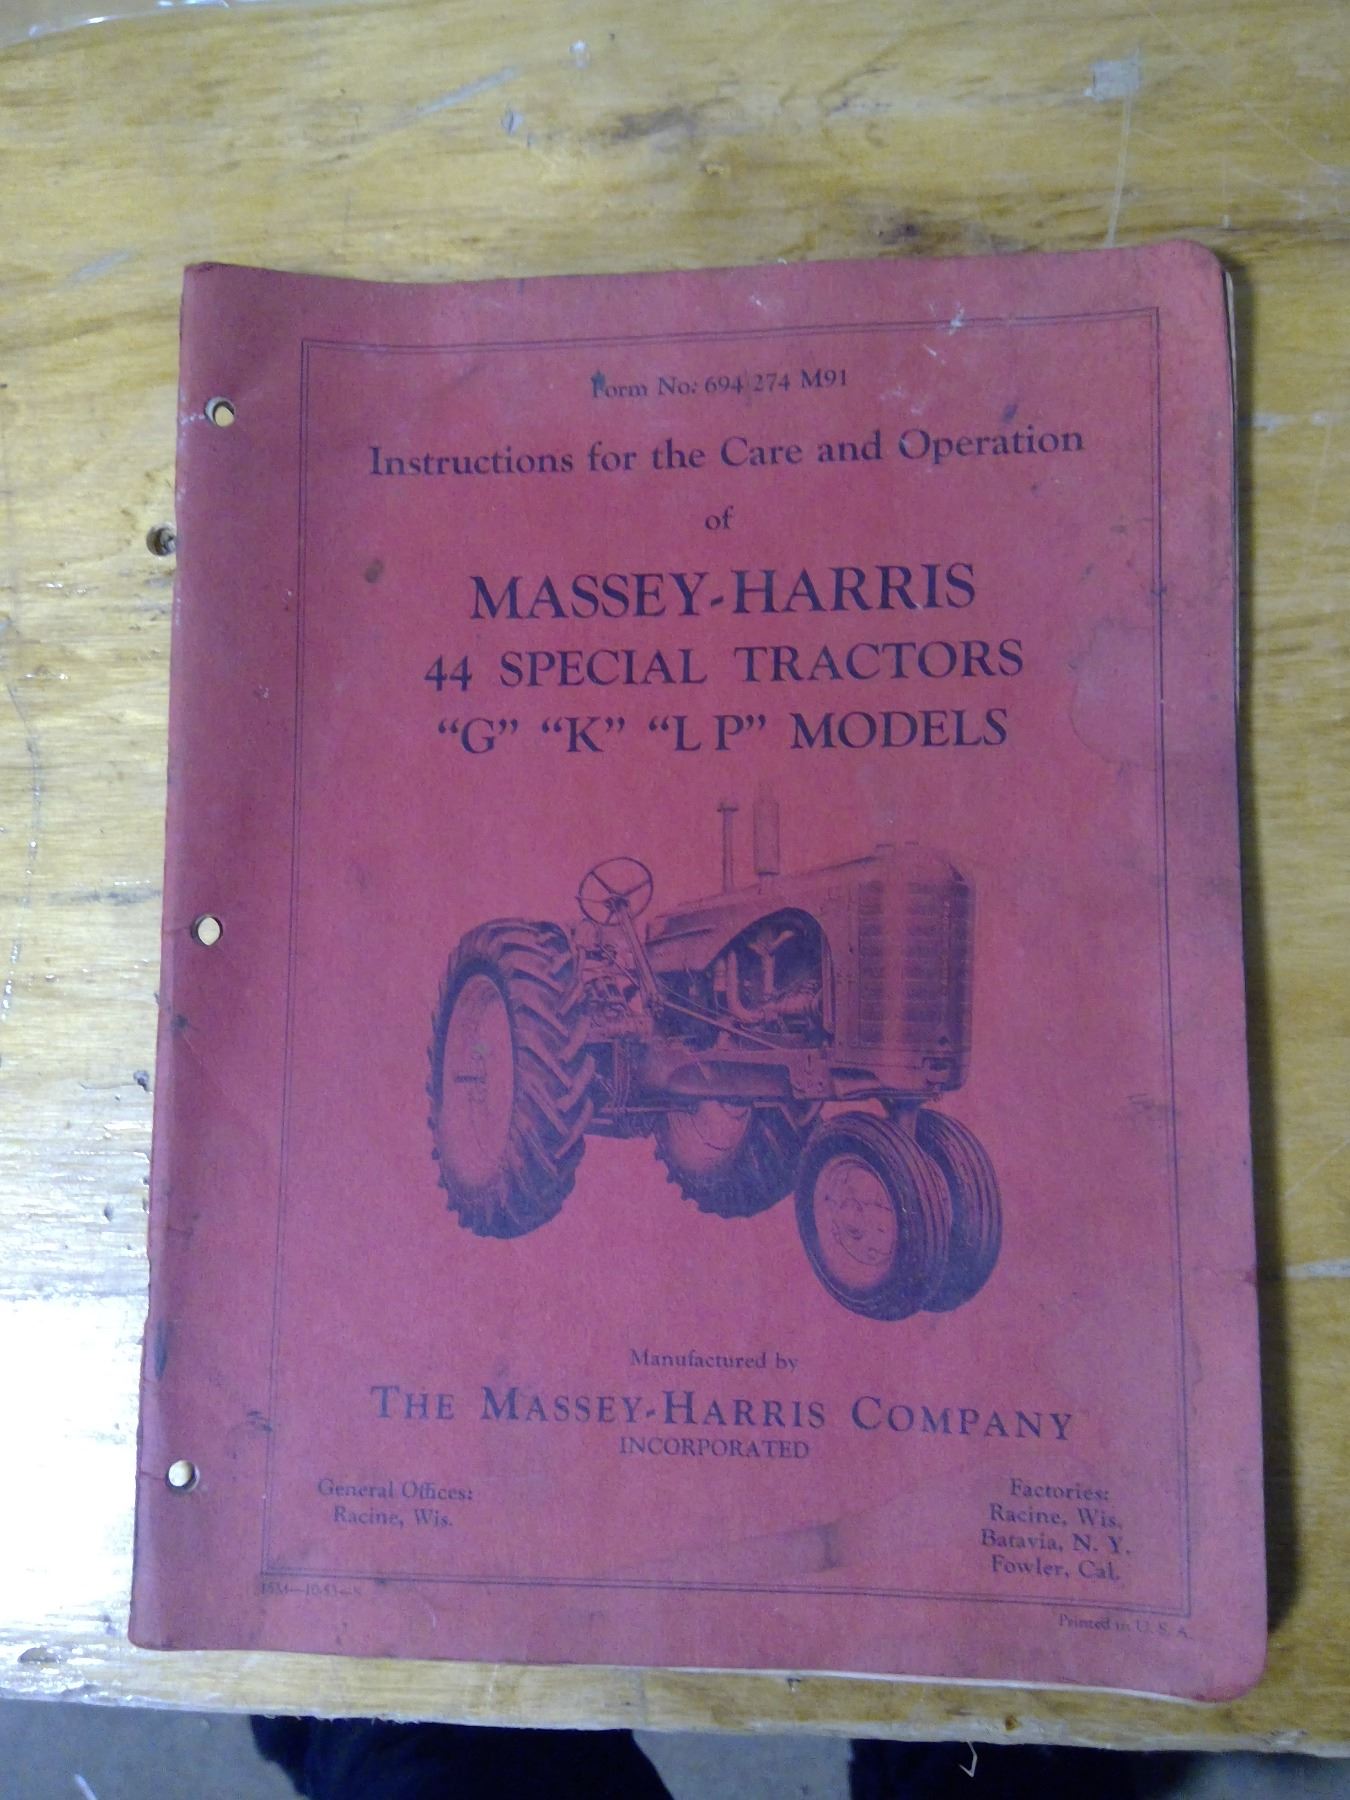 Form No: 694 274 M91
Instructions for the Care and Operation
of
MASSEY-HARRIS
44 SPECIAL TRACTORS
“G” “K” “L P” MODELS
Manufactured by
THE MASSEY-HARRIS COMPANY
INCORPORATED
General Offices:
Racine, Wis.
Factories:
Racine, Wis.
Batavia, N. Y.
Fowler, Cal.
Printed in U. S. A.